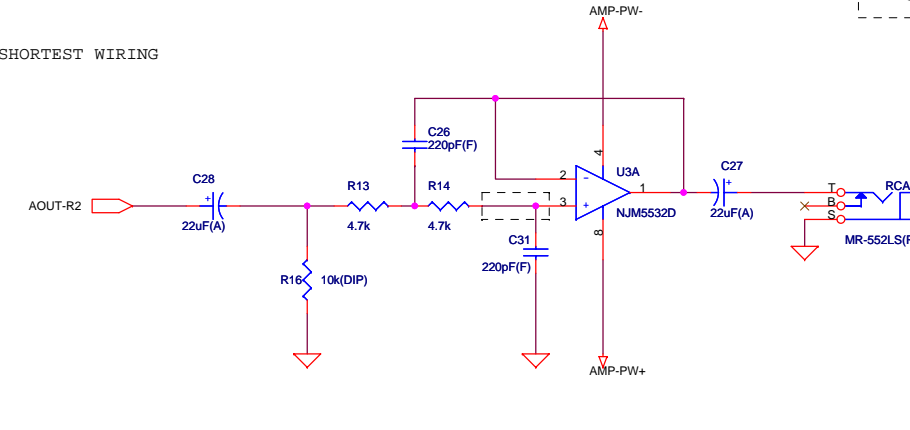 AMP-PW-
SHORTEST WIRING
C26
220pF(F)
4
C28
+
22uF(A)
AOUT-R2
R13
4.7k
R14
4.7k
2
-
3
+
U3A
1
NJM5532D
8
C27
+
22uF(A)
T
B
S
RCA
MR-552LS(F
C31
220pF(F)
R16
10k(DIP)
AMP-PW+